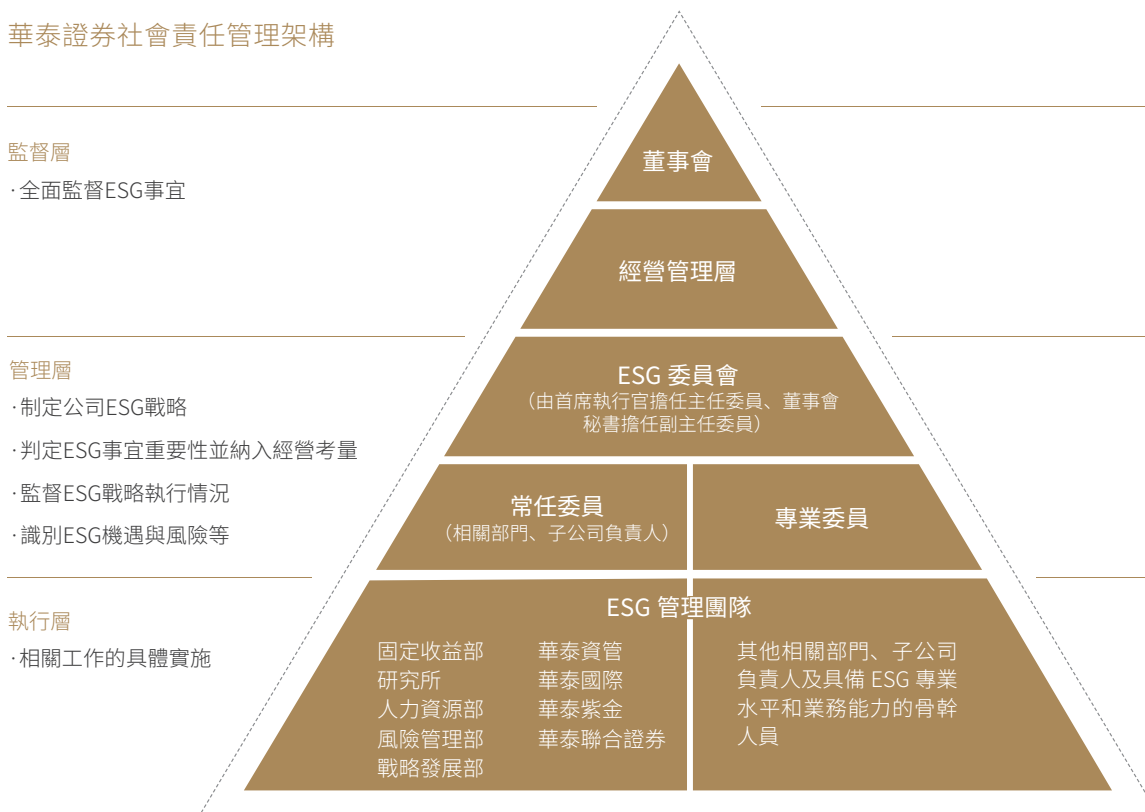 華泰證券社會責任管理架構
監督層
·全面監督ESG事宜
管理層
·制定公司ESG戰略
·判定ESG事宜重要性並納入經營考量
·監督ESG戰略執行情況
·識別ESG機遇與風險等
執行層
·相關工作的具體實施
董事會
經營管理層
ESG 委員會
（由首席執行官擔任主任委員、董事會
秘書擔任副主任委員）
常任委員
（相關部門、子公司負責人）
專業委員
ESG 管理團隊
固定收益部
研究所
人力資源部
風險管理部
戰略發展部
華泰資管
華泰國際
華泰紫金
華泰聯合證券
其他相關部門、子公司
負責人及具備 ESG 專業
水平和業務能力的骨幹
人員